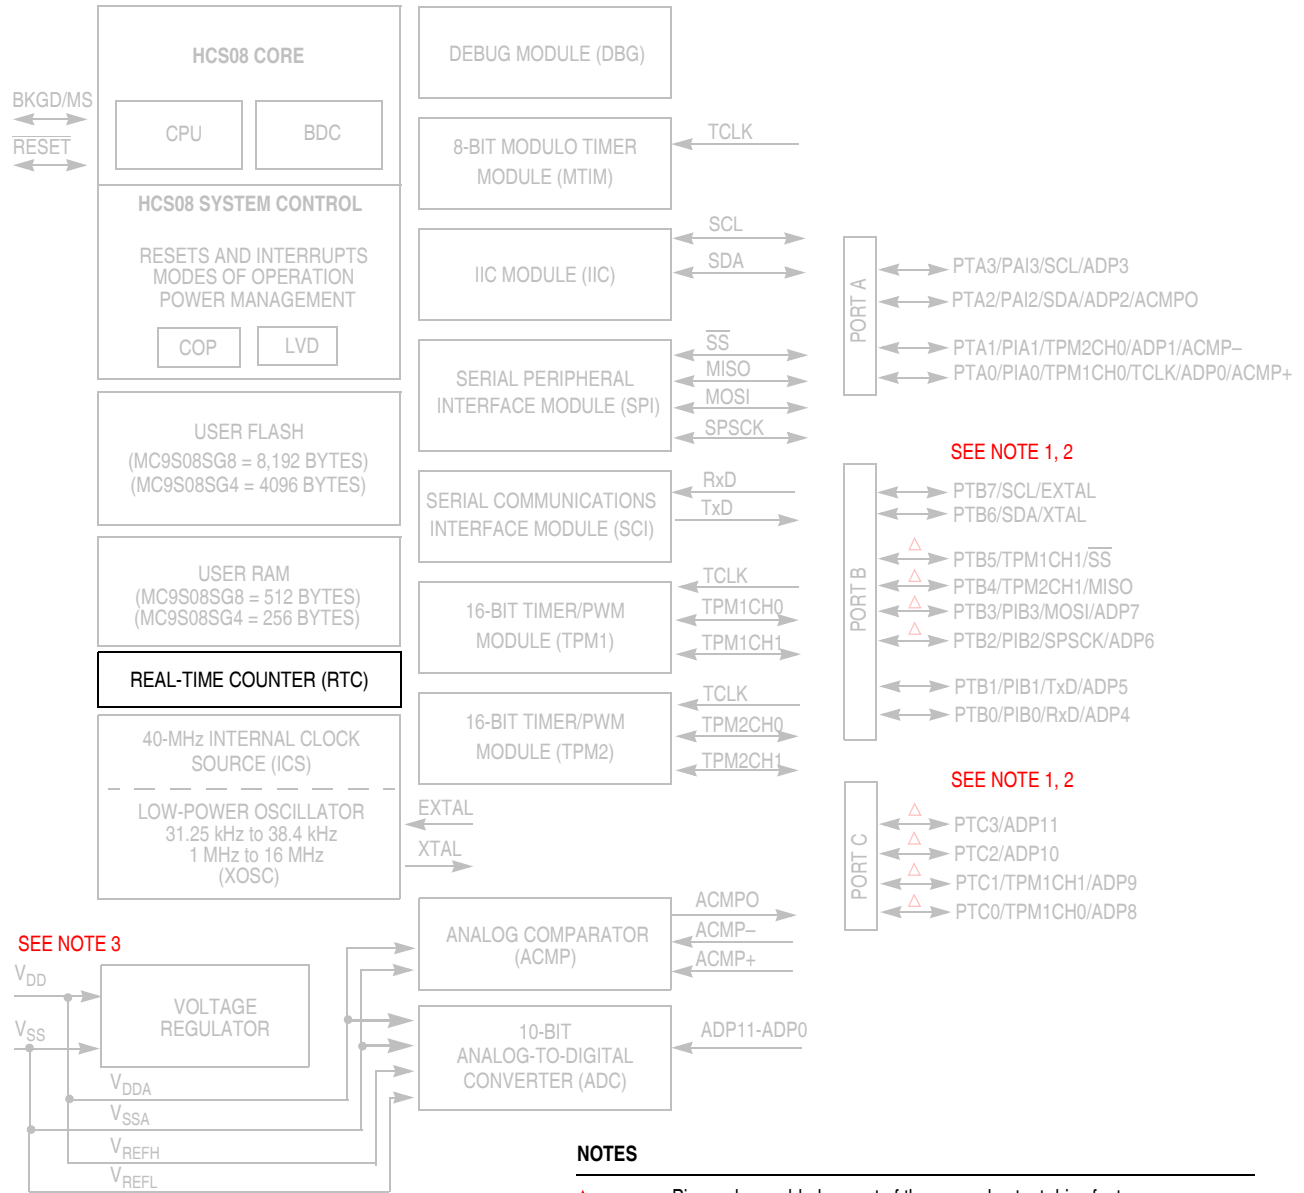 HCS08 CORE
BKGD/MS
RESET
CPU
BDC
HCS08 SYSTEM CONTROL
RESETS AND INTERRUPTS
MODES OF OPERATION
POWER MANAGEMENT
COP
LVD
USER FLASH
(MC9S08SG8 = 8,192 BYTES)
(MC9S08SG4 = 4096 BYTES)
USER RAM
(MC9S08SG8 = 512 BYTES)
(MC9S08SG4 = 256 BYTES)
REAL-TIME COUNTER (RTC)
40-MHz INTERNAL CLOCK
SOURCE (ICS)
LOW-POWER OSCILLATOR
31.25 kHz to 38.4 kHz
1 MHz to 16 MHz
(XOSC)
EXTAL
XTAL
SEE NOTE 3
VDD
VSS
VOLTAGE
REGULATOR
VDDA
VSSA
VREFH
VREFL
DEBUG MODULE (DBG)
8-BIT MODULO TIMER
MODULE (MTIM)
TCLK
IIC MODULE (IIC)
SCL
SDA
SERIAL PERIPHERAL
INTERFACE MODULE (SPI)
SS
MISO
MOSI
SPSCK
SERIAL COMMUNICATIONS
INTERFACE MODULE (SCI)
RxD
TxD
16-BIT TIMER/PWM
MODULE (TPM1)
TCLK
TPM1CH0
TPM1CH1
16-BIT TIMER/PWM
MODULE (TPM2)
TCLK
TPM2CH0
TPM2CH1
ANALOG COMPARATOR
(ACMP)
ACMPO
ACMP–
ACMP+
10-BIT
ANALOG-TO-DIGITAL
CONVERTER (ADC)
ADP11-ADP0
PORT A
PTA3/PAI3/SCL/ADP3
PTA2/PAI2/SDA/ADP2/ACMPO
PTA1/PIA1/TPM2CH0/ADP1/ACMP–
PTA0/PIA0/TPM1CH0/TCLK/ADP0/ACMP+
SEE NOTE 1, 2
PORT B
PTB7/SCL/EXTAL
PTB6/SDA/XTAL
PTB5/TPM1CH1/SS
PTB4/TPM2CH1/MISO
PTB3/PIB3/MOSI/ADP7
PTB2/PIB2/SPSCK/ADP6
PTB1/PIB1/TxD/ADP5
PTB0/PIB0/RxD/ADP4
SEE NOTE 1, 2
PORT C
PTC3/ADP11
PTC2/ADP10
PTC1/TPM1CH1/ADP9
PTC0/TPM1CH0/ADP8
NOTES